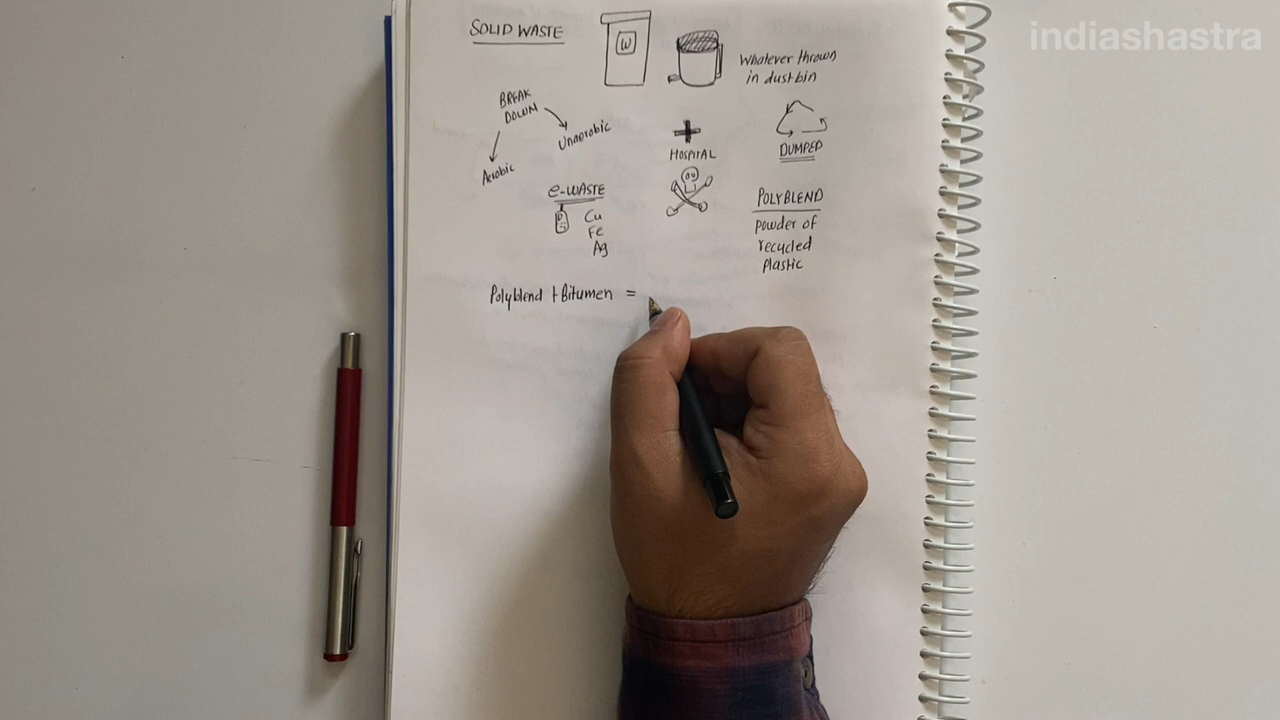 indiashastra
SOLID WASTE
W
Whatever thrown
in dustbin
BREAK
DOWN
Unaerobic
Aerobic
HOSPITAL
DUMPED
e-WASTE
Cu
Fe
Ag
POLYBLEND
powder of
recycled
plastic
Polyblend + Bitumen =